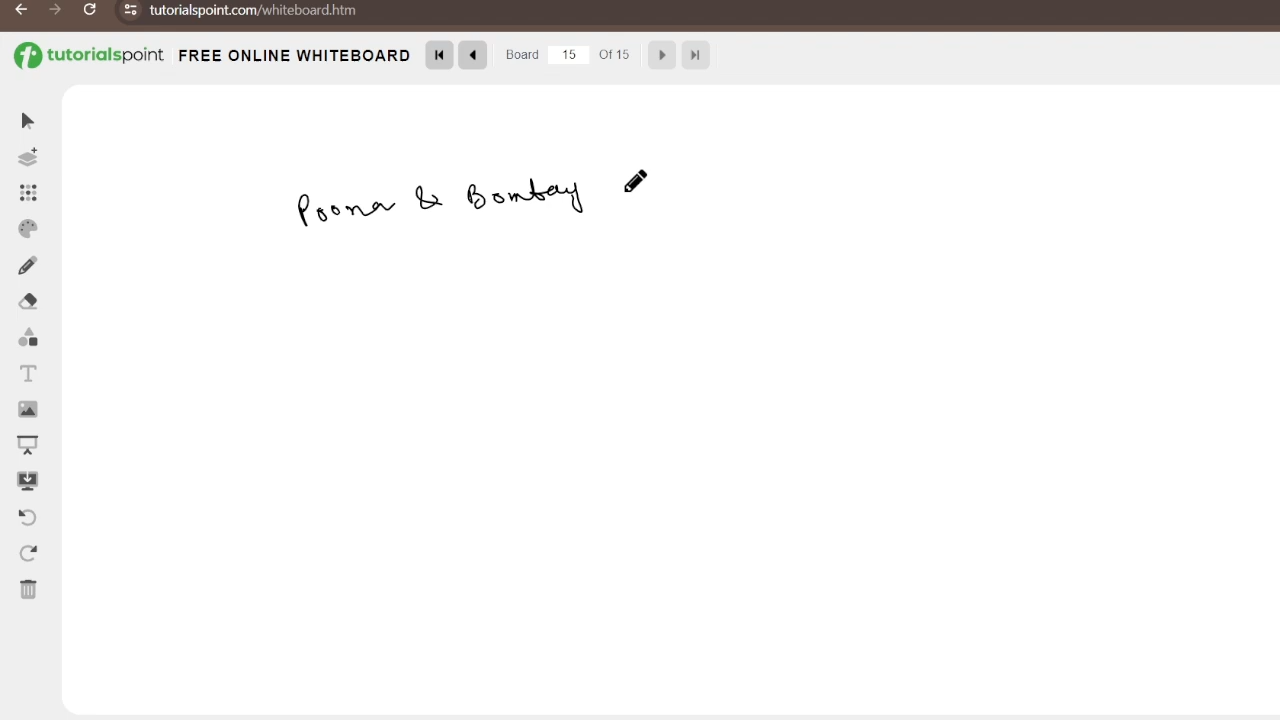 tutorialspoint.com/whiteboard.htm
tutorialspoint FREE ONLINE WHITEBOARD Board 15 Of 15
Poona & Bombay